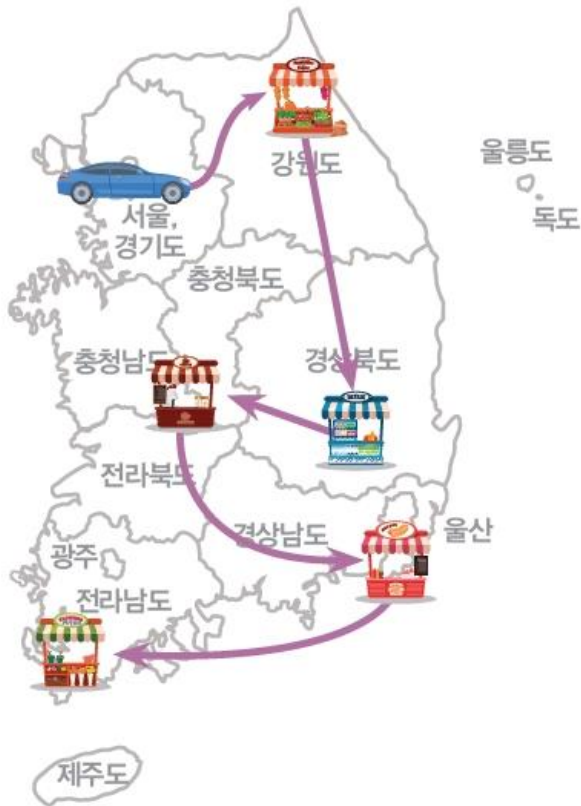 강원도
울릉도
독도
서울,
경기도
충청북도
충청남도
경상북도
전라북도
경상남도
울산
광주
전라남도
제주도